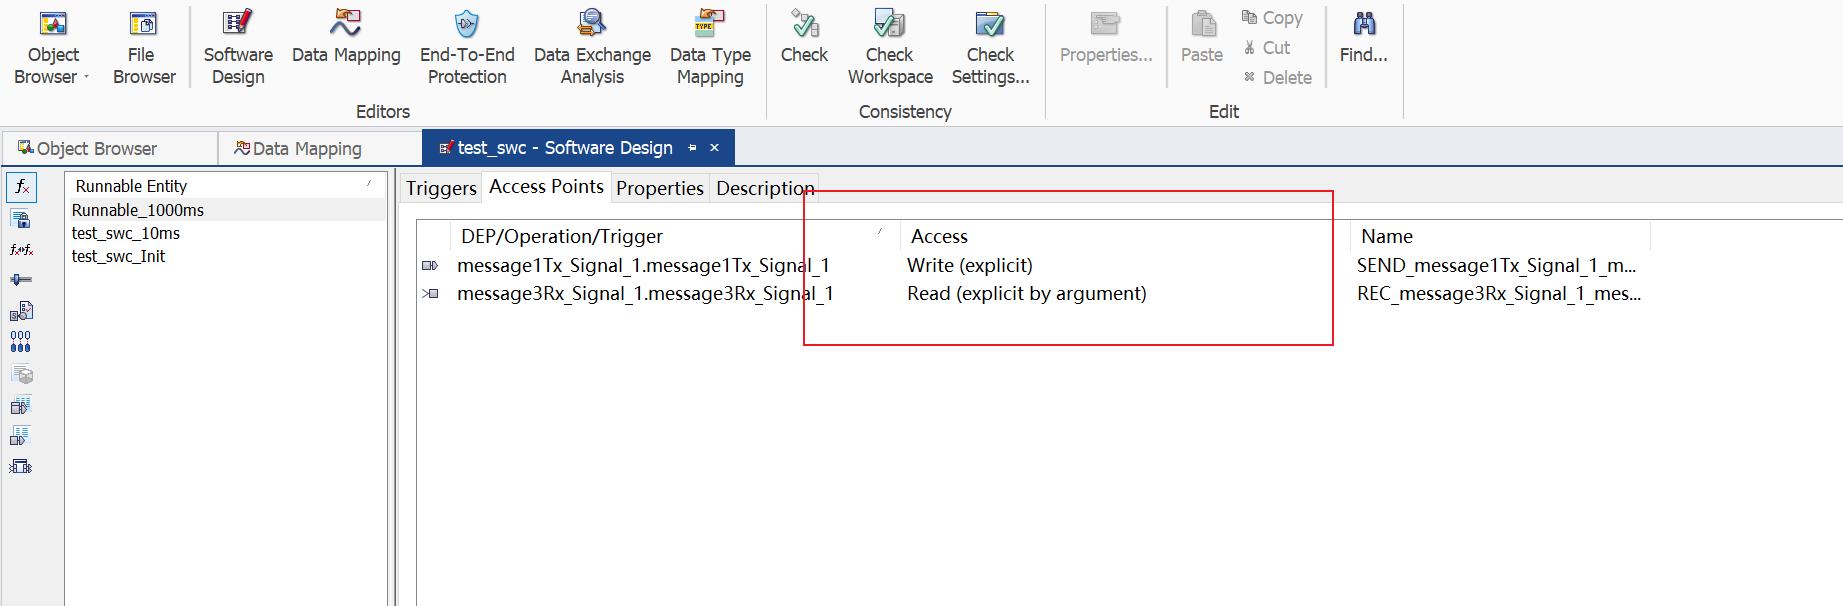 Object Browser
File Browser
Software Design
Data Mapping
End-To-End Protection
Data Exchange Analysis
Data Type Mapping
Check
Check Workspace
Check Settings...
Properties...
Paste
Copy
Cut
Delete
Find...
Editors
Consistency
Edit
Object Browser
Data Mapping
test_swc - Software Design
Runnable Entity
Runnable_1000ms
test_swc_10ms
test_swc_Init
Triggers Access Points Properties Description
DEP/Operation/Trigger Access Name
message1Tx_Signal_1.message1Tx_Signal_1 Write (explicit) SEND_message1Tx_Signal_1_m...
message3Rx_Signal_1.message3Rx_Signal_1 Read (explicit by argument) REC_message3Rx_Signal_1_mes...